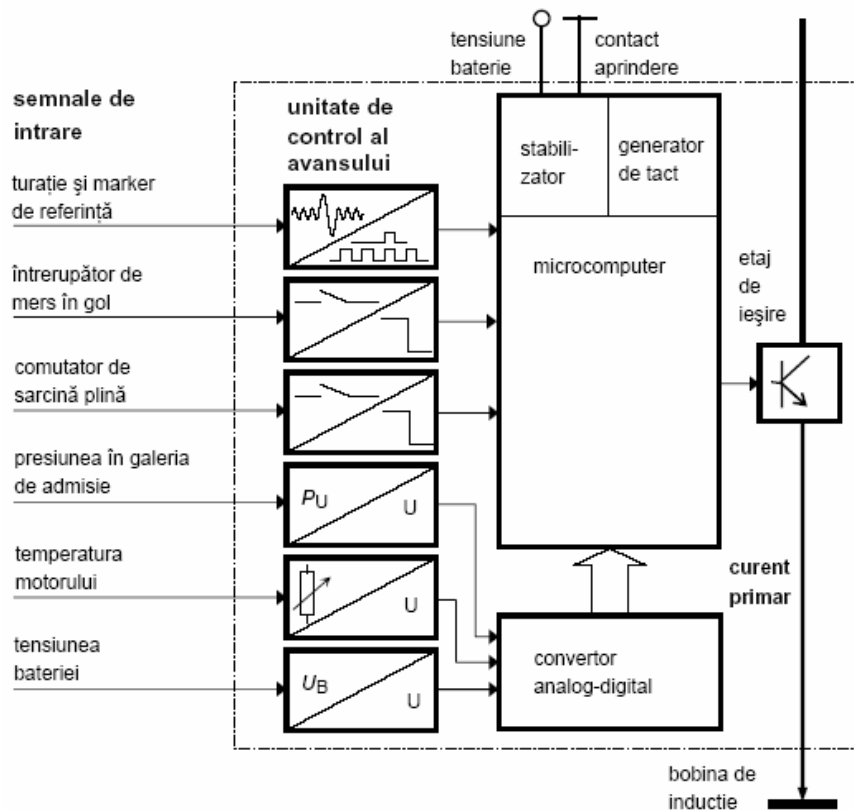 tensiune
baterie
contact
aprindere
semnale de
intrare
unitate de
control al
avansului
stabili-
zator
generator
de tact
turație și marker
de referință
microcomputer
etaj
de
ieșire
întrerupător de
mers în gol
comutator de
sarcină plină
presiunea în galeria
de admisie
PU
U
temperatura
motorului
U
curent
primar
tensiunea
bateriei
UB
U
convertor
analog-digital
bobina de
inductie